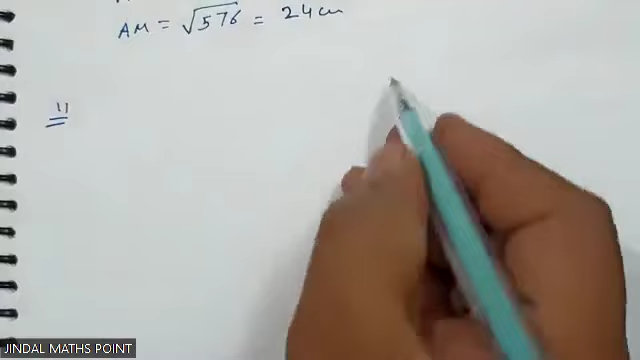 AM = √576 = 24cm
11
JINDAL MATHS POINT